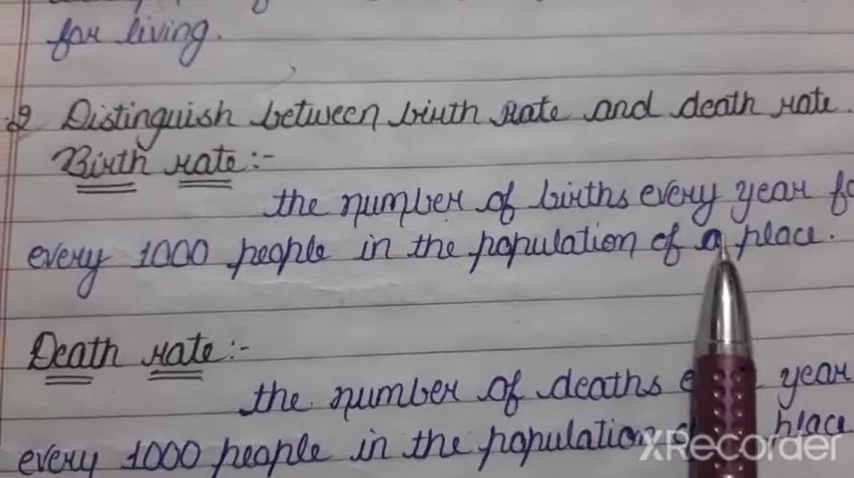 for living.
2 Distinguish between birth rate and death rate.
Birth rate:-
the number of births every year
every 1000 people in the population of a place.
Death rate:-
the number of deaths year
every 1000 people in the population place
XRecorder